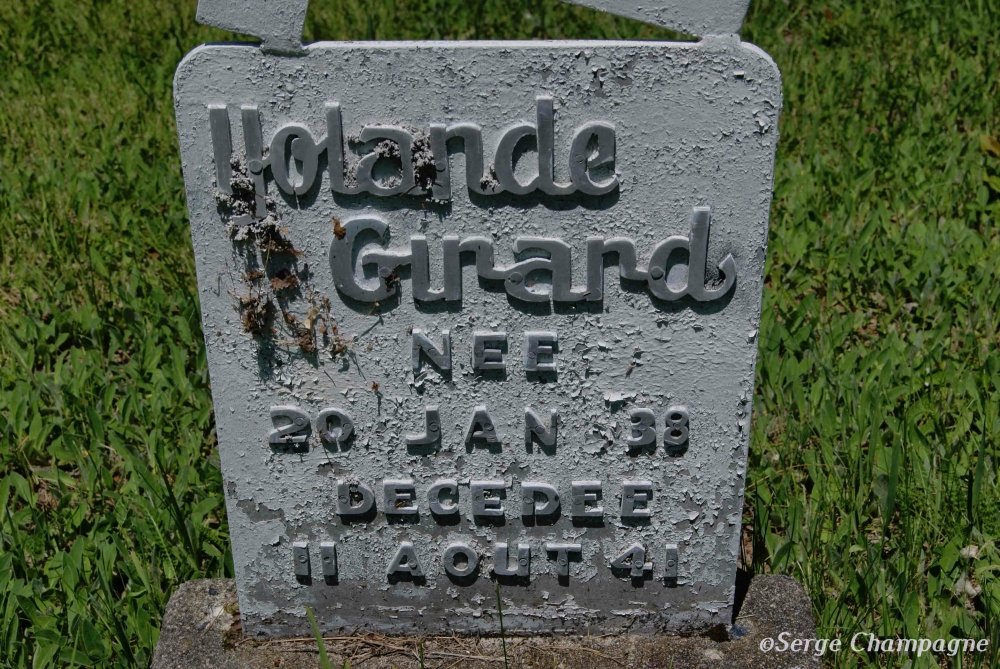 Yolande
Girard
NEE
20 JAN 38
DECEDEE
11 AOUT 41
©Serge Champagne